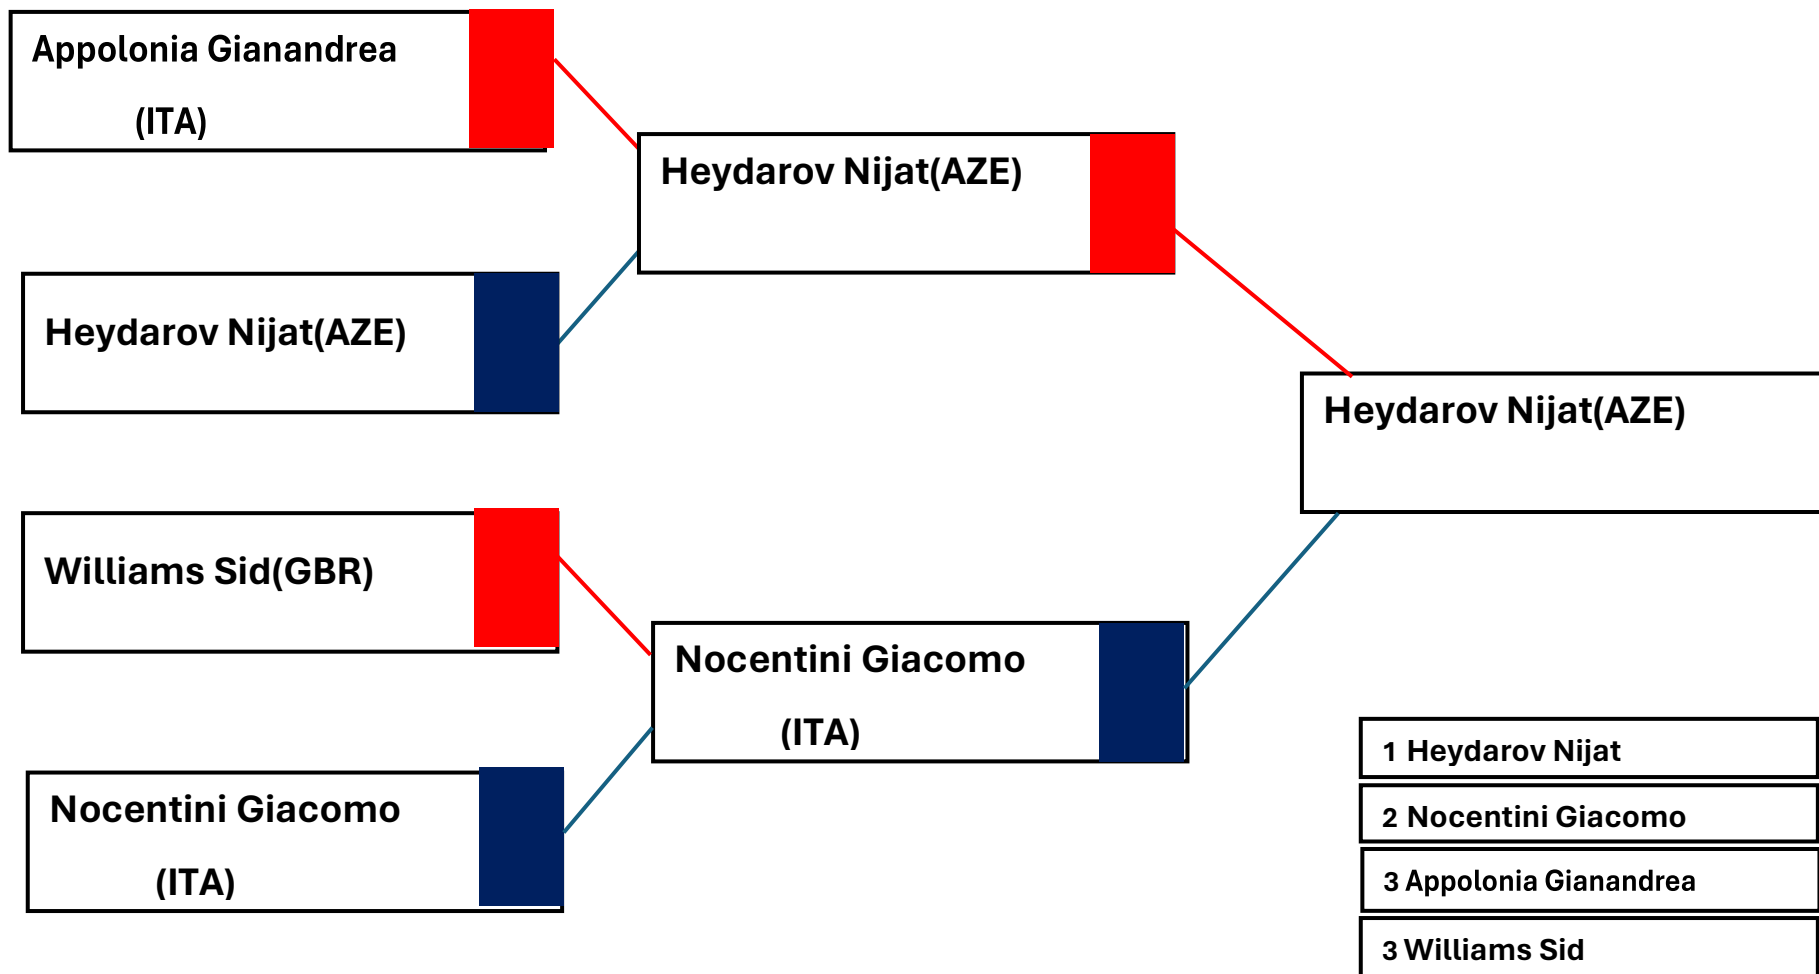 Appolonia Gianandrea
(ITA)
Heydarov Nijat(AZE)
Heydarov Nijat(AZE)
Heydarov Nijat(AZE)
Williams Sid(GBR)
Nocentini Giacomo
(ITA)
Nocentini Giacomo
(ITA)
1 Heydarov Nijat
2 Nocentini Giacomo
3 Appolonia Gianandrea
3 Williams Sid